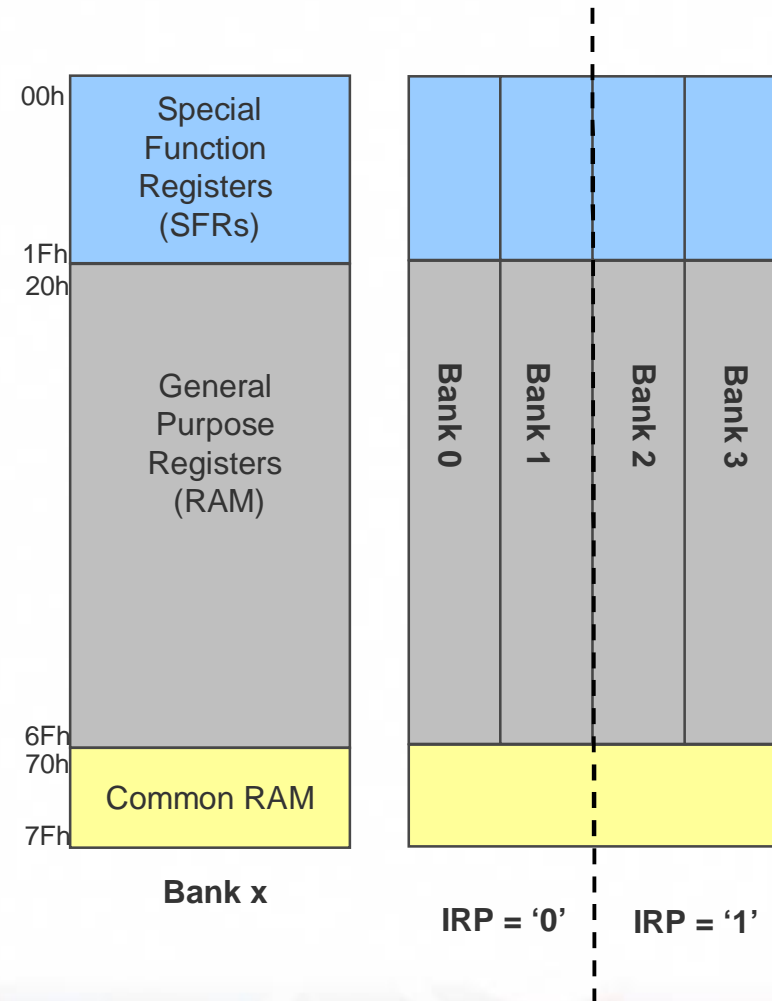 00h
Special
Function
Registers
(SFRs)
1Fh
20h
General
Purpose
Registers
(RAM)
6Fh
70h
Common RAM
7Fh
Bank x
Bank 0
Bank 1
Bank 2
Bank 3
IRP = ‘0’
IRP = ‘1’